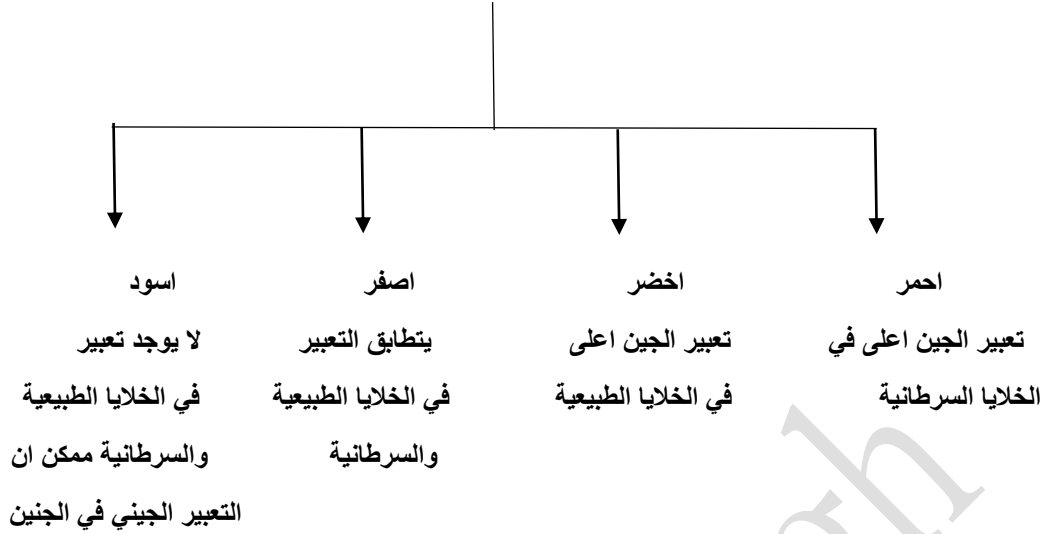 احمر
تعبير الجين اعلى في
الخلايا السرطانية
اخضر
تعبير الجين اعلى
في الخلايا الطبيعية
اصفر
يتطابق التعبير
في الخلايا الطبيعية
والسرطانية
اسود
لا يوجد تعبير
في الخلايا الطبيعية
والسرطانية ممكن ان
التعبير الجيني في الجنين